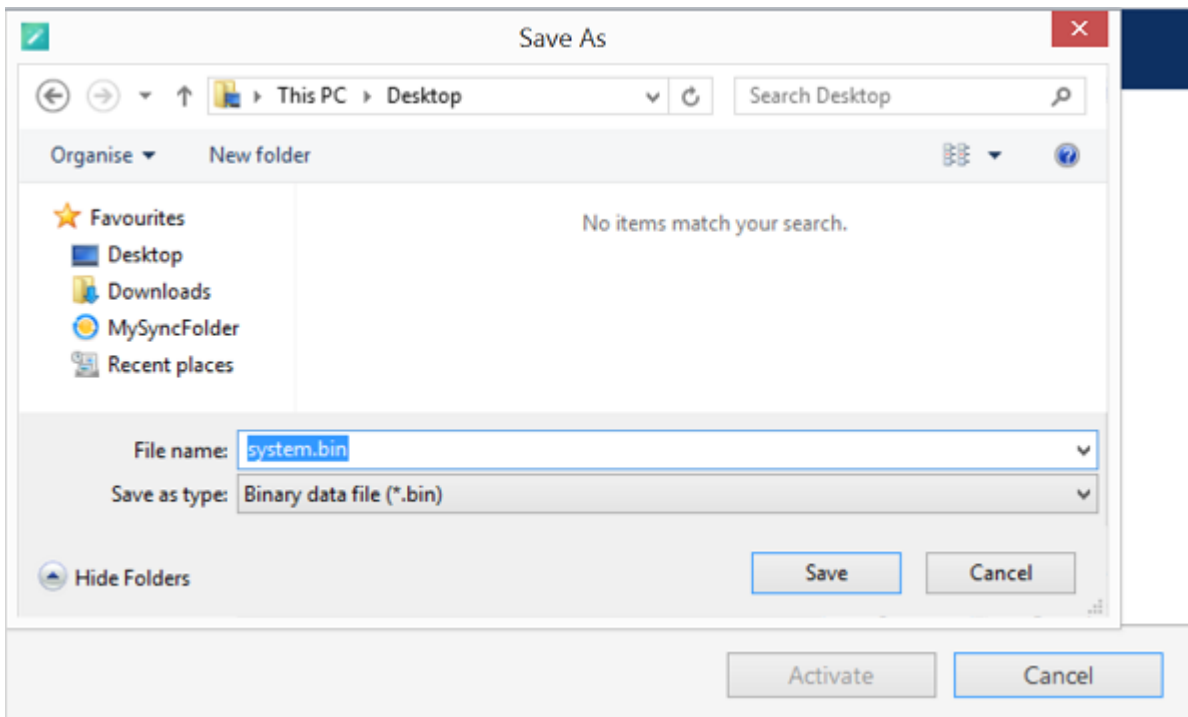 Save As
This PC Desktop
Search Desktop
Organise New folder
Favourites
Desktop
Downloads
MySyncFolder
Recent places
No items match your search.
File name: system.bin
Save as type: Binary data file (*.bin)
Hide Folders Save Cancel
Activate Cancel